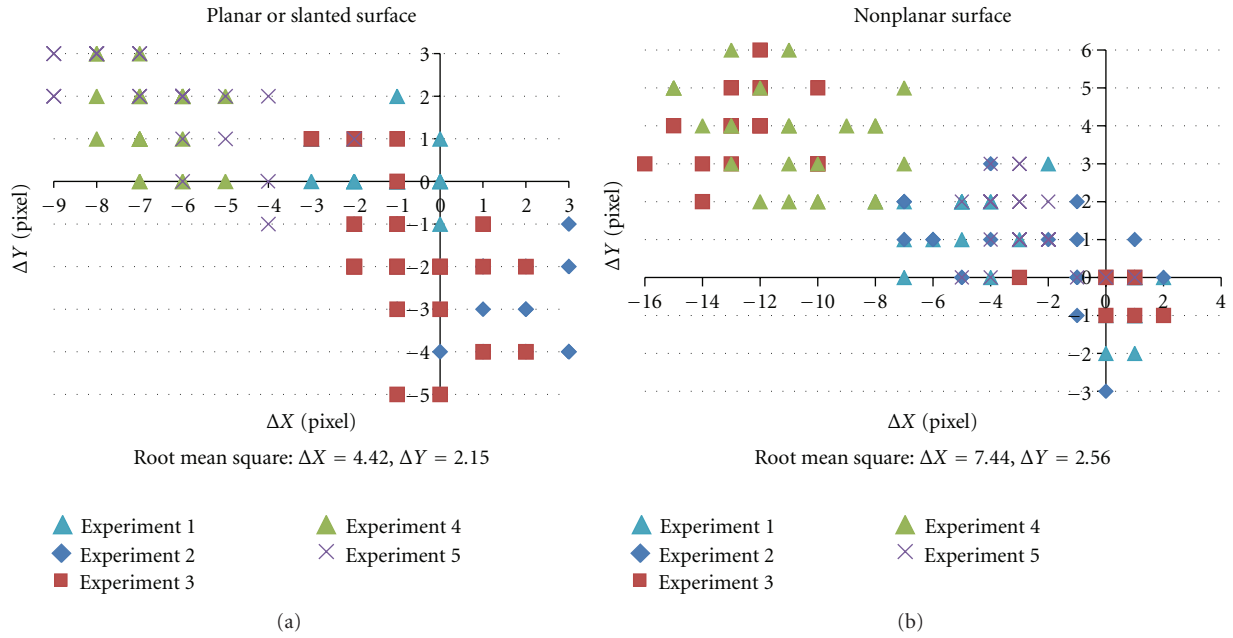 Planar or slanted surface
3
2
1
0
−9 −8 −7 −6 −5 −4 −3 −2 −1 0 1 2 3
−1
−2
−3
−4
−5
ΔY (pixel)
ΔX (pixel)
Root mean square: ΔX = 4.42, ΔY = 2.15
Experiment 1
Experiment 2
Experiment 3
Experiment 4
Experiment 5
(a)
Nonplanar surface
6
5
4
3
2
1
0
−16 −14 −12 −10 −8 −6 −4 −2 0 2 4
−1
−2
−3
ΔY (pixel)
ΔX (pixel)
Root mean square: ΔX = 7.44, ΔY = 2.56
Experiment 1
Experiment 2
Experiment 3
Experiment 4
Experiment 5
(b)